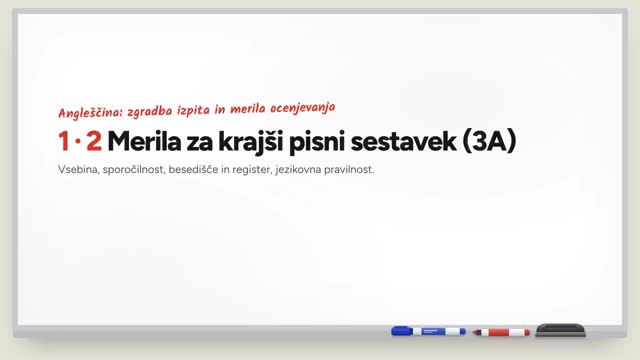 Angleščina: zgradba izpita in merila ocenjevanja
1 · 2 Merila za krajši pisni sestavek (3A)
Vsebina, sporočilnost, besedišče in register, jezikovna pravilnost.